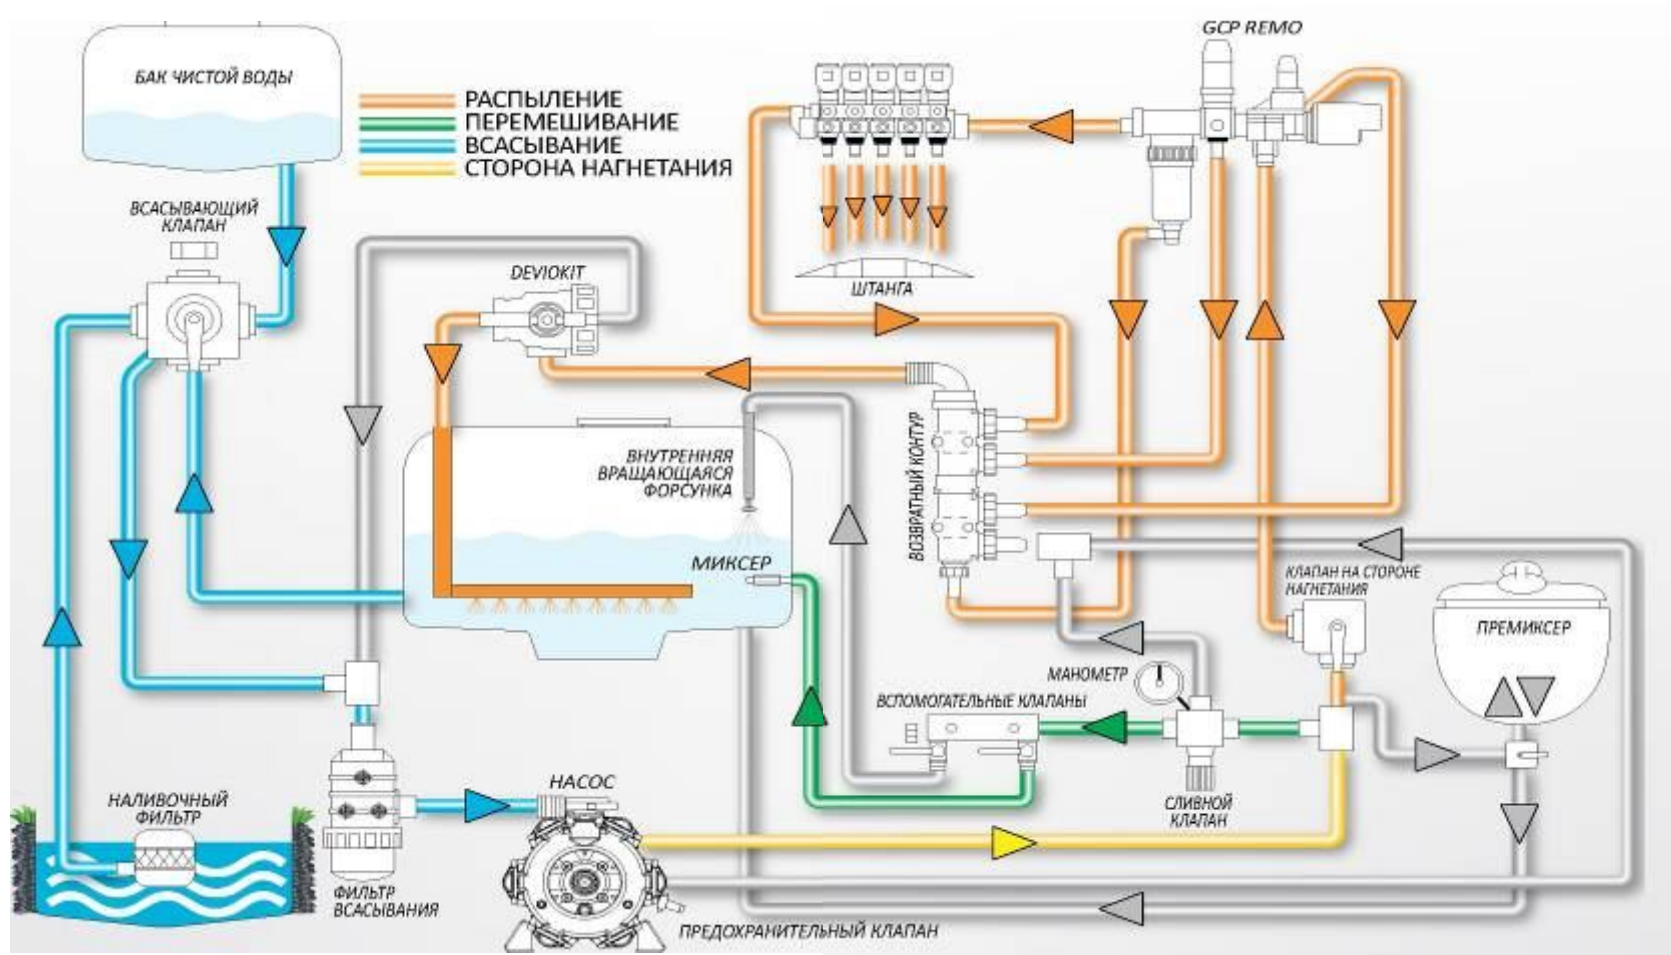 GCP REMO
БАК ЧИСТОЙ ВОДЫ
РАСПЫЛЕНИЕ
ПЕРЕМЕШИВАНИЕ
ВСАСЫВАНИЕ
СТОРОНА НАГНЕТАНИЯ
ВСАСЫВАЮЩИЙ
КЛАПАН
DEVIOKIT
ШТАНГА
ВОЗВРАТНЫЙ КОНТУР
ВНУТРЕННЯЯ
ВРАЩАЮЩАЯСЯ
ФОРСУНКА
МИКСЕР
КЛАПАН НА СТОРОНЕ
НАГНЕТАНИЯ
ПРЕМИКСЕР
МАНОМЕТР
ВСПОМОГАТЕЛЬНЫЕ КЛАПАНЫ
НАСОС
НАЛИВОЧНЫЙ
ФИЛЬТР
СЛИВНОЙ
КЛАПАН
ФИЛЬТР
ВСАСЫВАНИЯ
ПРЕДОХРАНИТЕЛЬНЫЙ КЛАПАН